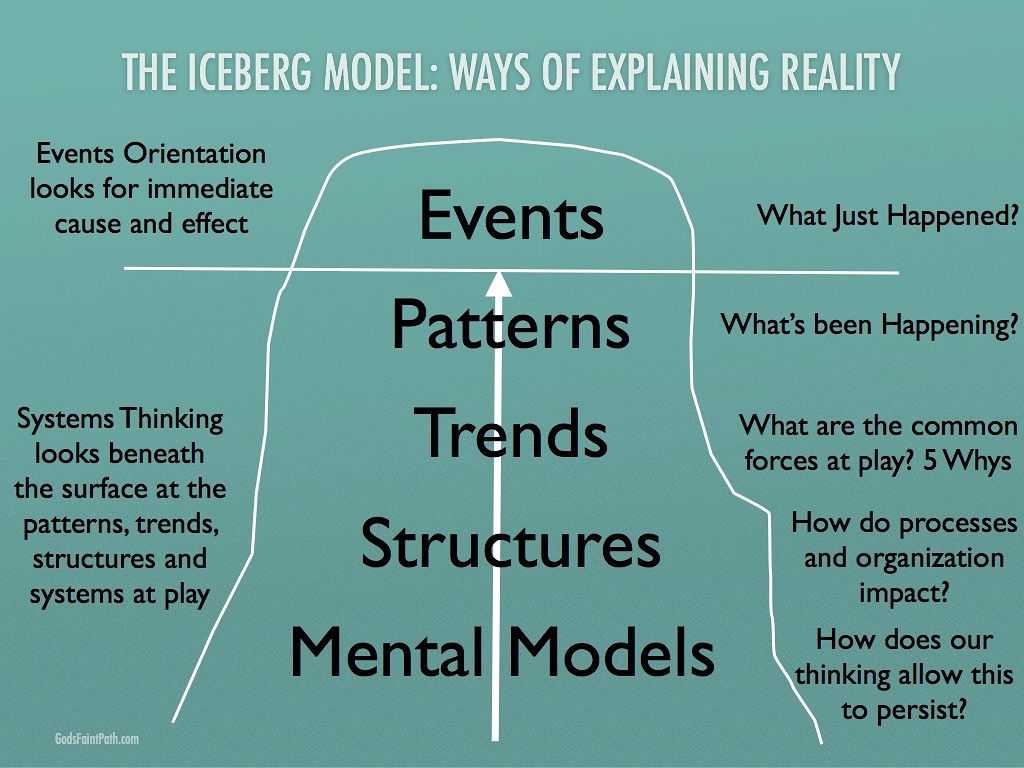 THE ICEBERG MODEL: WAYS OF EXPLAINING REALITY
Events Orientation
looks for immediate
cause and effect
Events
What Just Happened?
Patterns
What's been Happening?
Systems Thinking
looks beneath
the surface at the
patterns, trends,
structures and
systems at play
Trends
What are the common
forces at play? 5 Whys
Structures
How do processes
and organization
impact?
Mental Models
How does our
thinking allow this
to persist?
GodsFaintPath.com